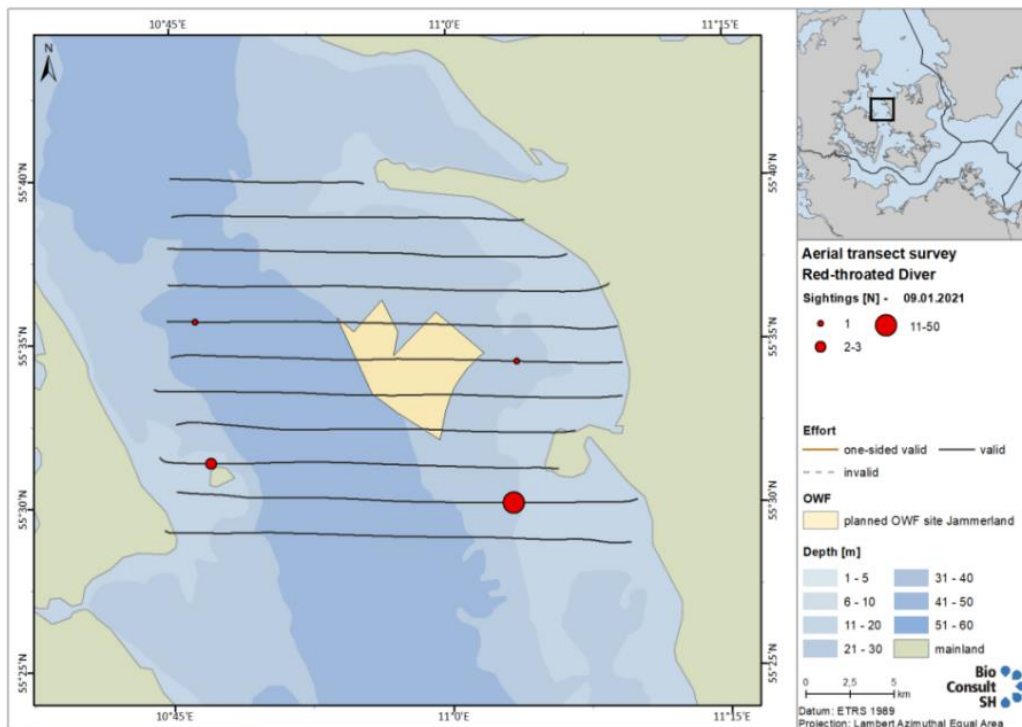 10°45'E 11°0'E 11°15'E
N
55°40'N 55°40'N
55°35'N 55°35'N
55°30'N 55°30'N
55°25'N 55°25'N
10°45'E 11°0'E 11°15'E
Aerial transect survey
Red-throated Diver
Sightings [N] - 09.01.2021
1 11-50
2-3
Effort
one-sided valid valid
invalid
OWF
planned OWF site Jammerland
Depth [m]
1 - 5 31 - 40
6 - 10 41 - 50
11 - 20 51 - 60
21 - 30 mainland
0 2,5 5
km
Bio
Consult
SH
Datum: ETRS 1989
Projection: Lambert Azimuthal Equal Area